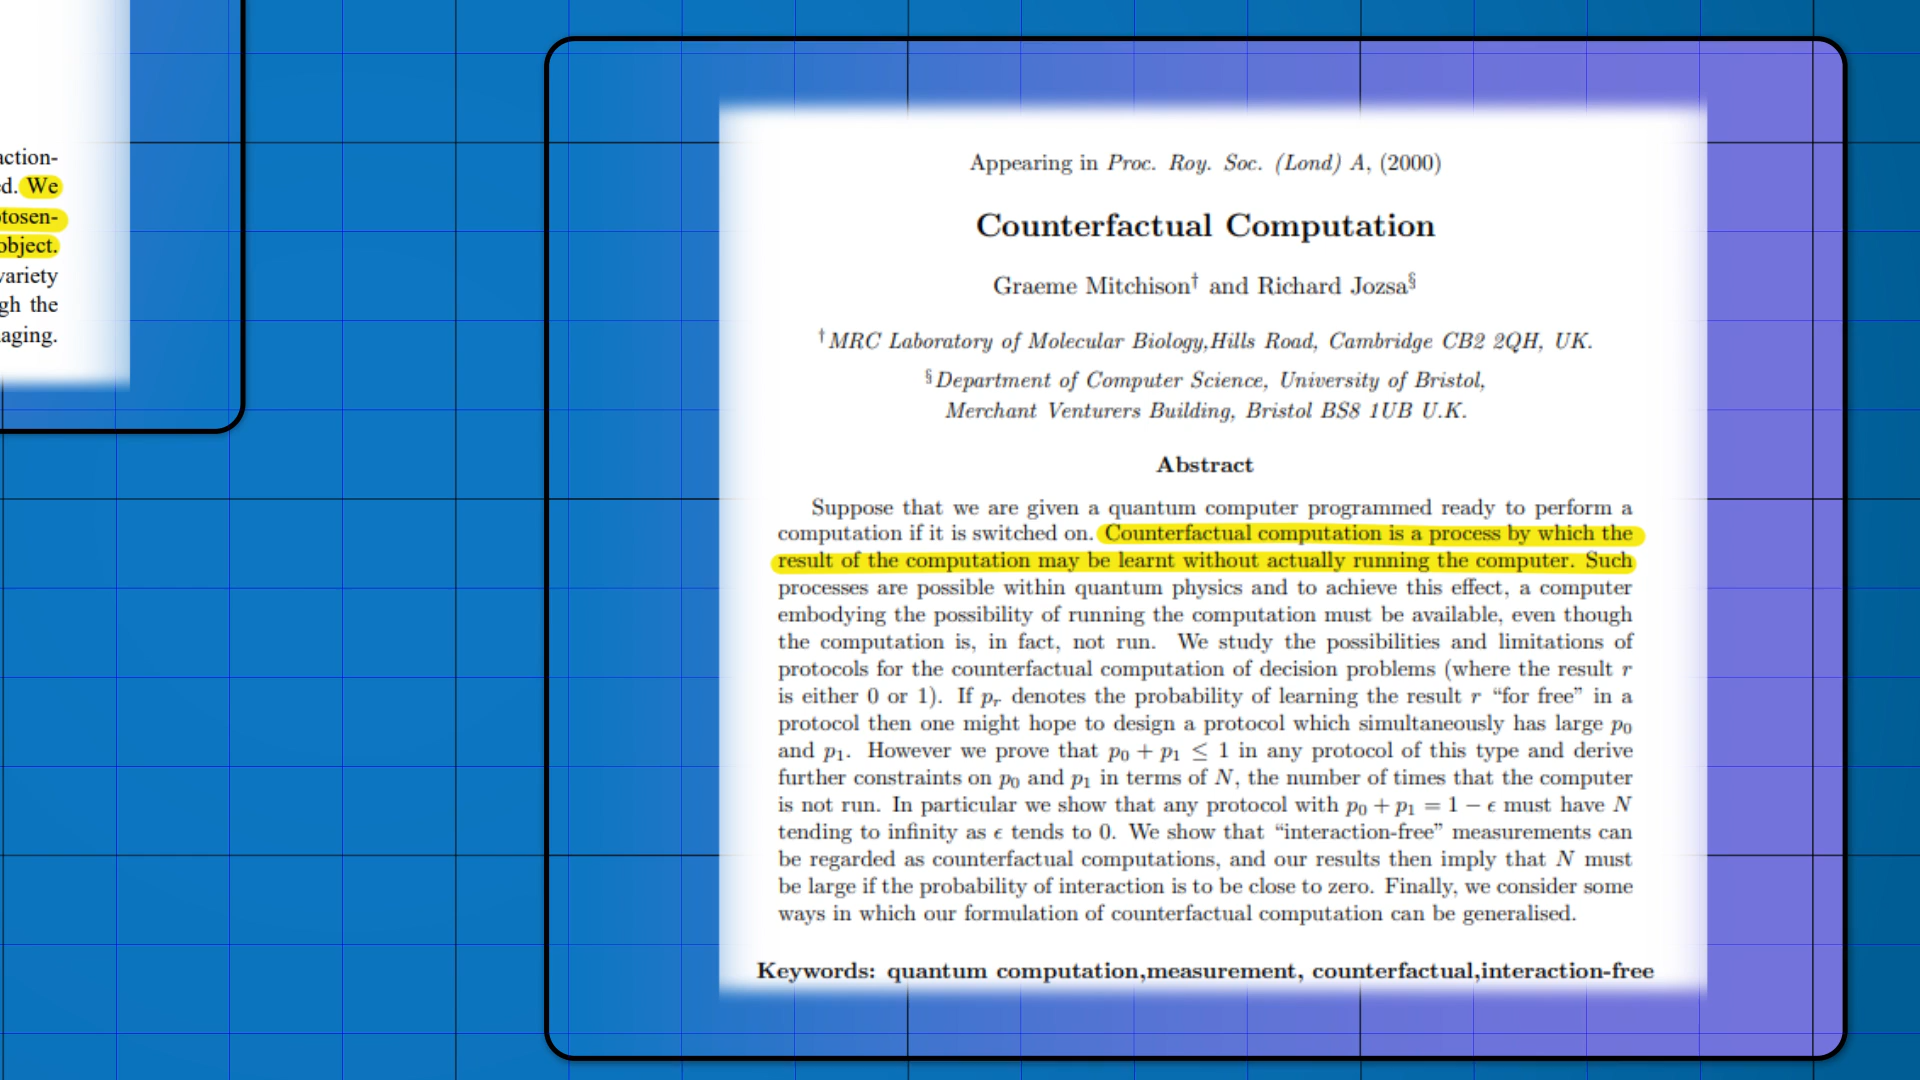 action-
ed. We
otosen-
object.
variety
gh the
aging.
Appearing in Proc. Roy. Soc. (Lond) A, (2000)
Counterfactual Computation
Graeme Mitchison† and Richard Jozsa§
†MRC Laboratory of Molecular Biology,Hills Road, Cambridge CB2 2QH, UK.
§Department of Computer Science, University of Bristol,
Merchant Venturers Building, Bristol BS8 1UB U.K.
Abstract
Suppose that we are given a quantum computer programmed ready to perform a
computation if it is switched on. Counterfactual computation is a process by which the
result of the computation may be learnt without actually running the computer. Such
processes are possible within quantum physics and to achieve this effect, a computer
embodying the possibility of running the computation must be available, even though
the computation is, in fact, not run. We study the possibilities and limitations of
protocols for the counterfactual computation of decision problems (where the result r
is either 0 or 1). If pᵣ denotes the probability of learning the result r “for free” in a
protocol then one might hope to design a protocol which simultaneously has large p₀
and p₁. However we prove that p₀ + p₁ ≤ 1 in any protocol of this type and derive
further constraints on p₀ and p₁ in terms of N, the number of times that the computer
is not run. In particular we show that any protocol with p₀ + p₁ = 1 − ϵ must have N
tending to infinity as ϵ tends to 0. We show that “interaction-free” measurements can
be regarded as counterfactual computations, and our results then imply that N must
be large if the probability of interaction is to be close to zero. Finally, we consider some
ways in which our formulation of counterfactual computation can be generalised.
Keywords: quantum computation,measurement, counterfactual,interaction-free